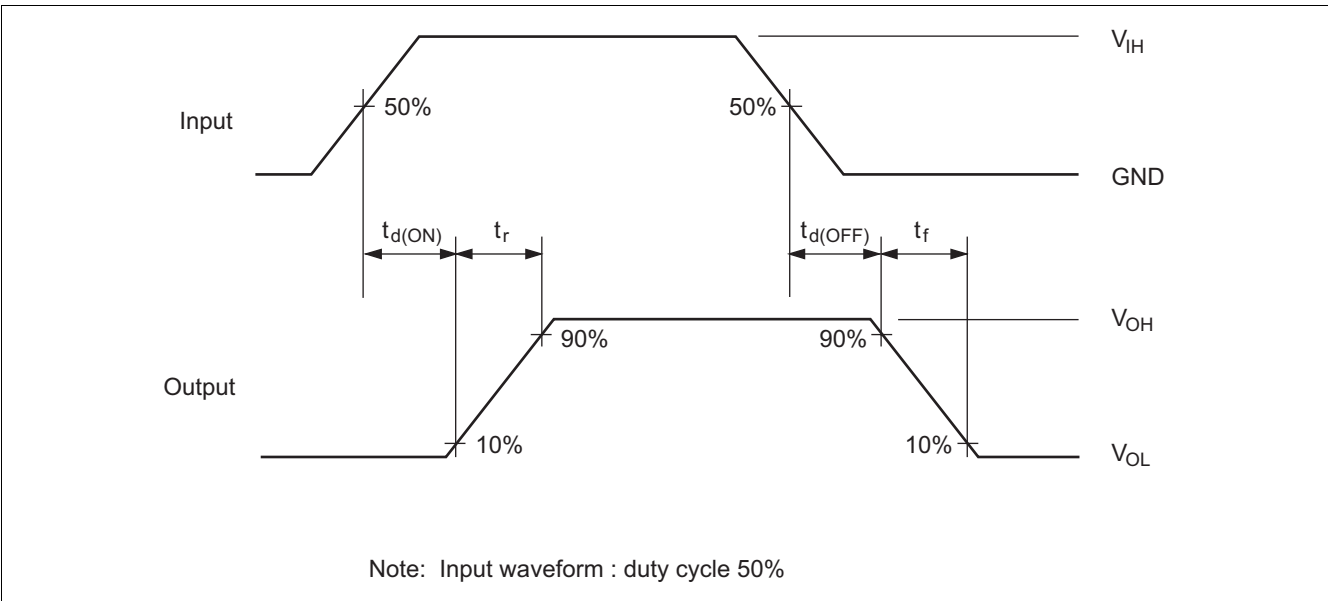 V_IH
50%
50%
Input
GND
t_d(ON)
t_r
t_d(OFF)
t_f
V_OH
90%
90%
Output
10%
10%
V_OL
Note: Input waveform : duty cycle 50%